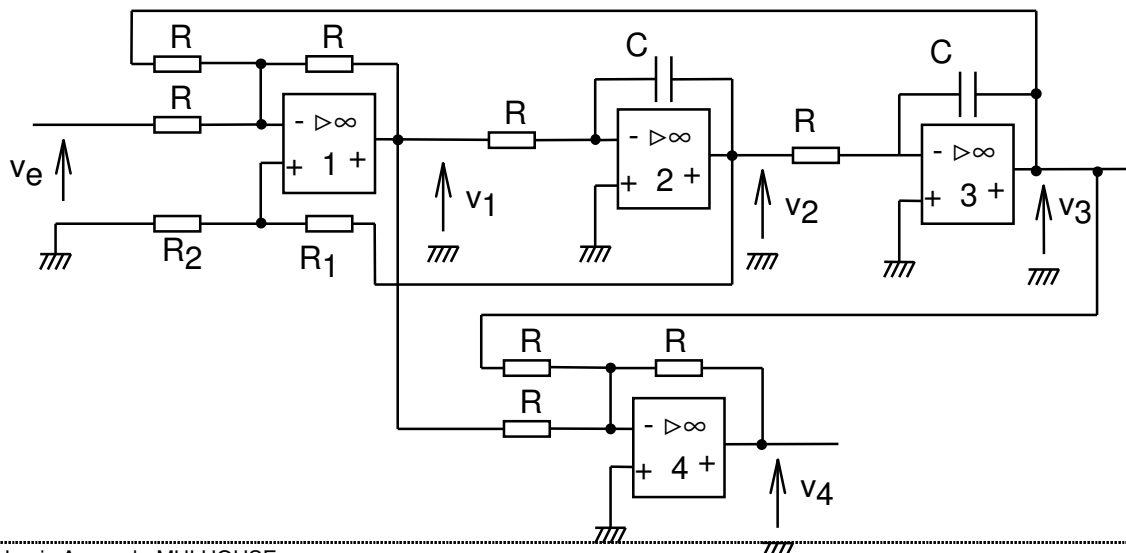 R R
C
C
R
- ▷∞
1
+ +
R
- ▷∞
2
+ +
R
- ▷∞
3
+ +
ve
v1
v2
v3
R2 R1
R R
R
- ▷∞
4
+ +
v4